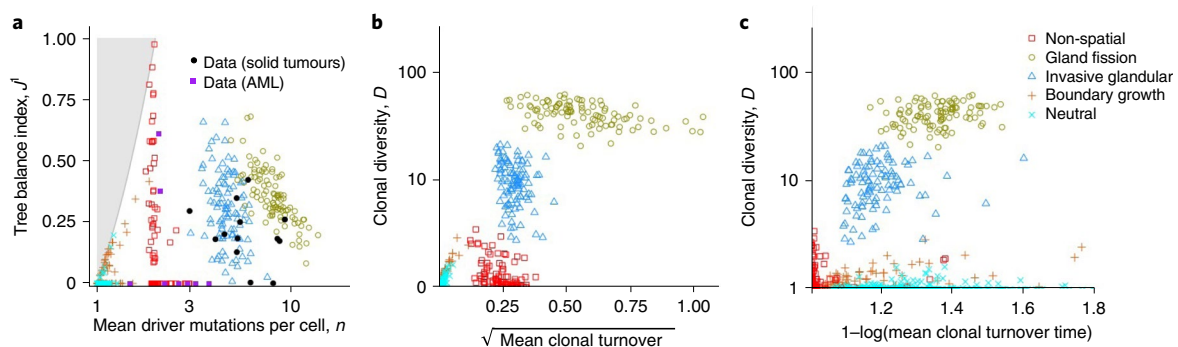 a
Tree balance index, J¹
1.00
0.75
0.50
0.25
0
1
3
10
Mean driver mutations per cell, n
Data (solid tumours)
Data (AML)
b
Clonal diversity, D
100
10
0
0
0.25
0.50
0.75
1.00
√Mean clonal turnover
c
Clonal diversity, D
100
10
1
1.2
1.4
1.6
1.8
1–log(mean clonal turnover time)
Non-spatial
Gland fission
Invasive glandular
Boundary growth
Neutral